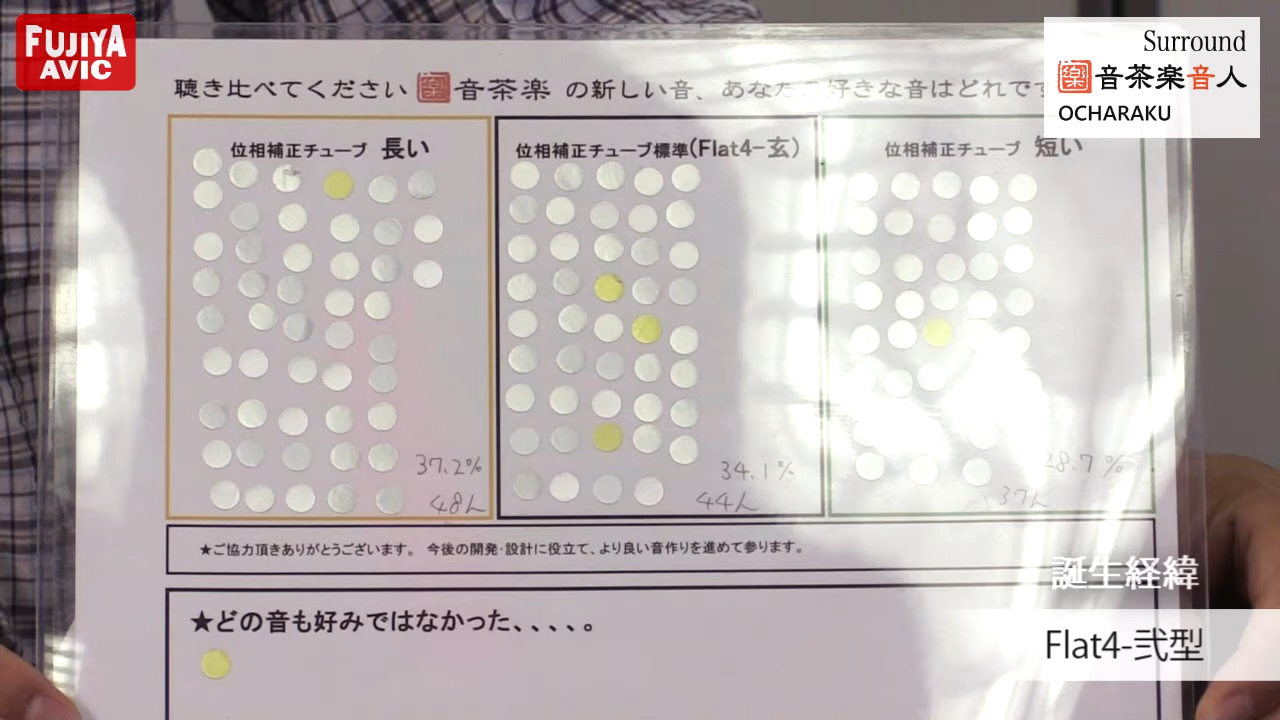 FUJIYA
AVIC
Surround
楽 音茶楽音人
OCHARAKU
聴き比べてください 楽 音茶楽 の新しい音、あなたの好きな音はどれです
位相補正チューブ 長い
37.2%
48人
位相補正チューブ標準(Flat4-玄)
34.1%
44人
位相補正チューブ 短い
28.7%
37人
★ご協力頂きありがとうございます。 今後の開発・設計に役立て、より良い音作りを進めて参ります。
★どの音も好みではなかった、、、、。
誕生経緯
Flat4-弐型